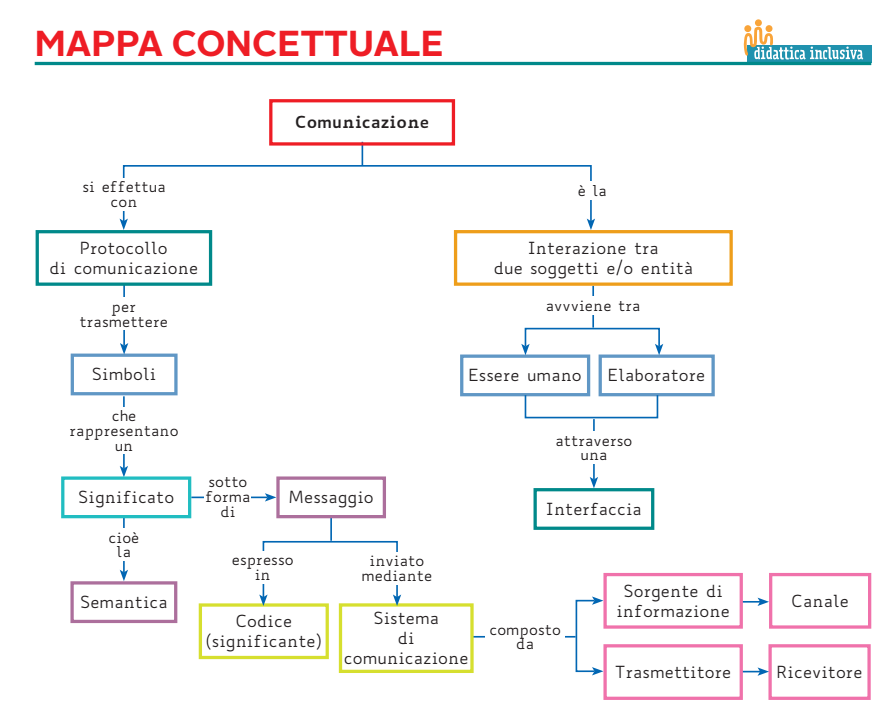 MAPPA CONCETTUALE
didattica inclusiva
Comunicazione
si effettua
con
è la
Protocollo
di comunicazione
Interazione tra
due soggetti e/o entità
per
trasmettere
avvviene tra
Simboli
Essere umano
Elaboratore
che
rappresentano
un
attraverso
una
Significato
sotto
forma
di
Messaggio
Interfaccia
cioè
la
espresso
in
inviato
mediante
Semantica
Codice
(significante)
Sistema
di
comunicazione
composto
da
Sorgente di
informazione
Canale
Trasmettitore
Ricevitore